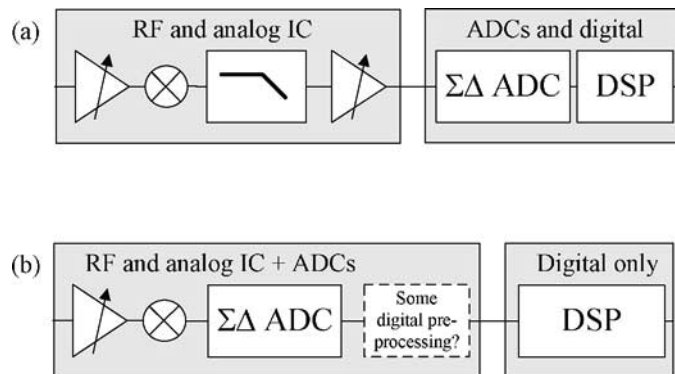 (a)
RF and analog IC
ADCs and digital
ΣΔ ADC
DSP
(b)
RF and analog IC + ADCs
Digital only
ΣΔ ADC
Some
digital pre-
processing?
DSP